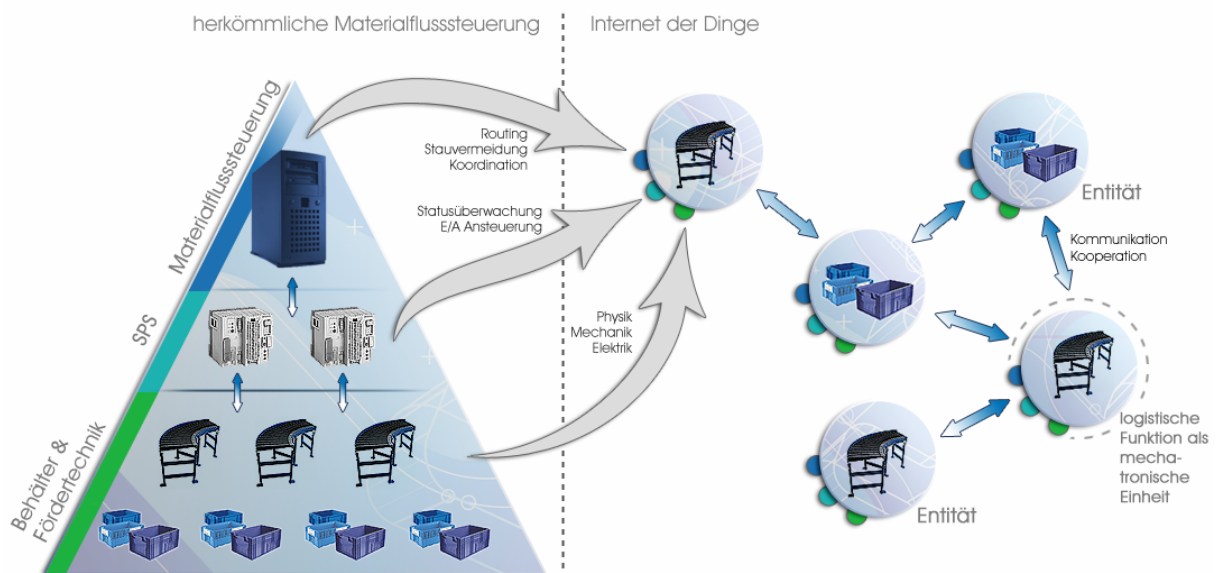 herkömmliche Materialflusssteuerung
Internet der Dinge
Materialflusssteuerung
SPS
Behälter &
Fördertechnik
Routing
Stauvermeidung
Koordination
Statusüberwachung
E/A Ansteuerung
Physik
Mechanik
Elektrik
Entität
Kommunikation
Kooperation
logistische
Funktion als
mecha-
tronische
Einheit
Entität